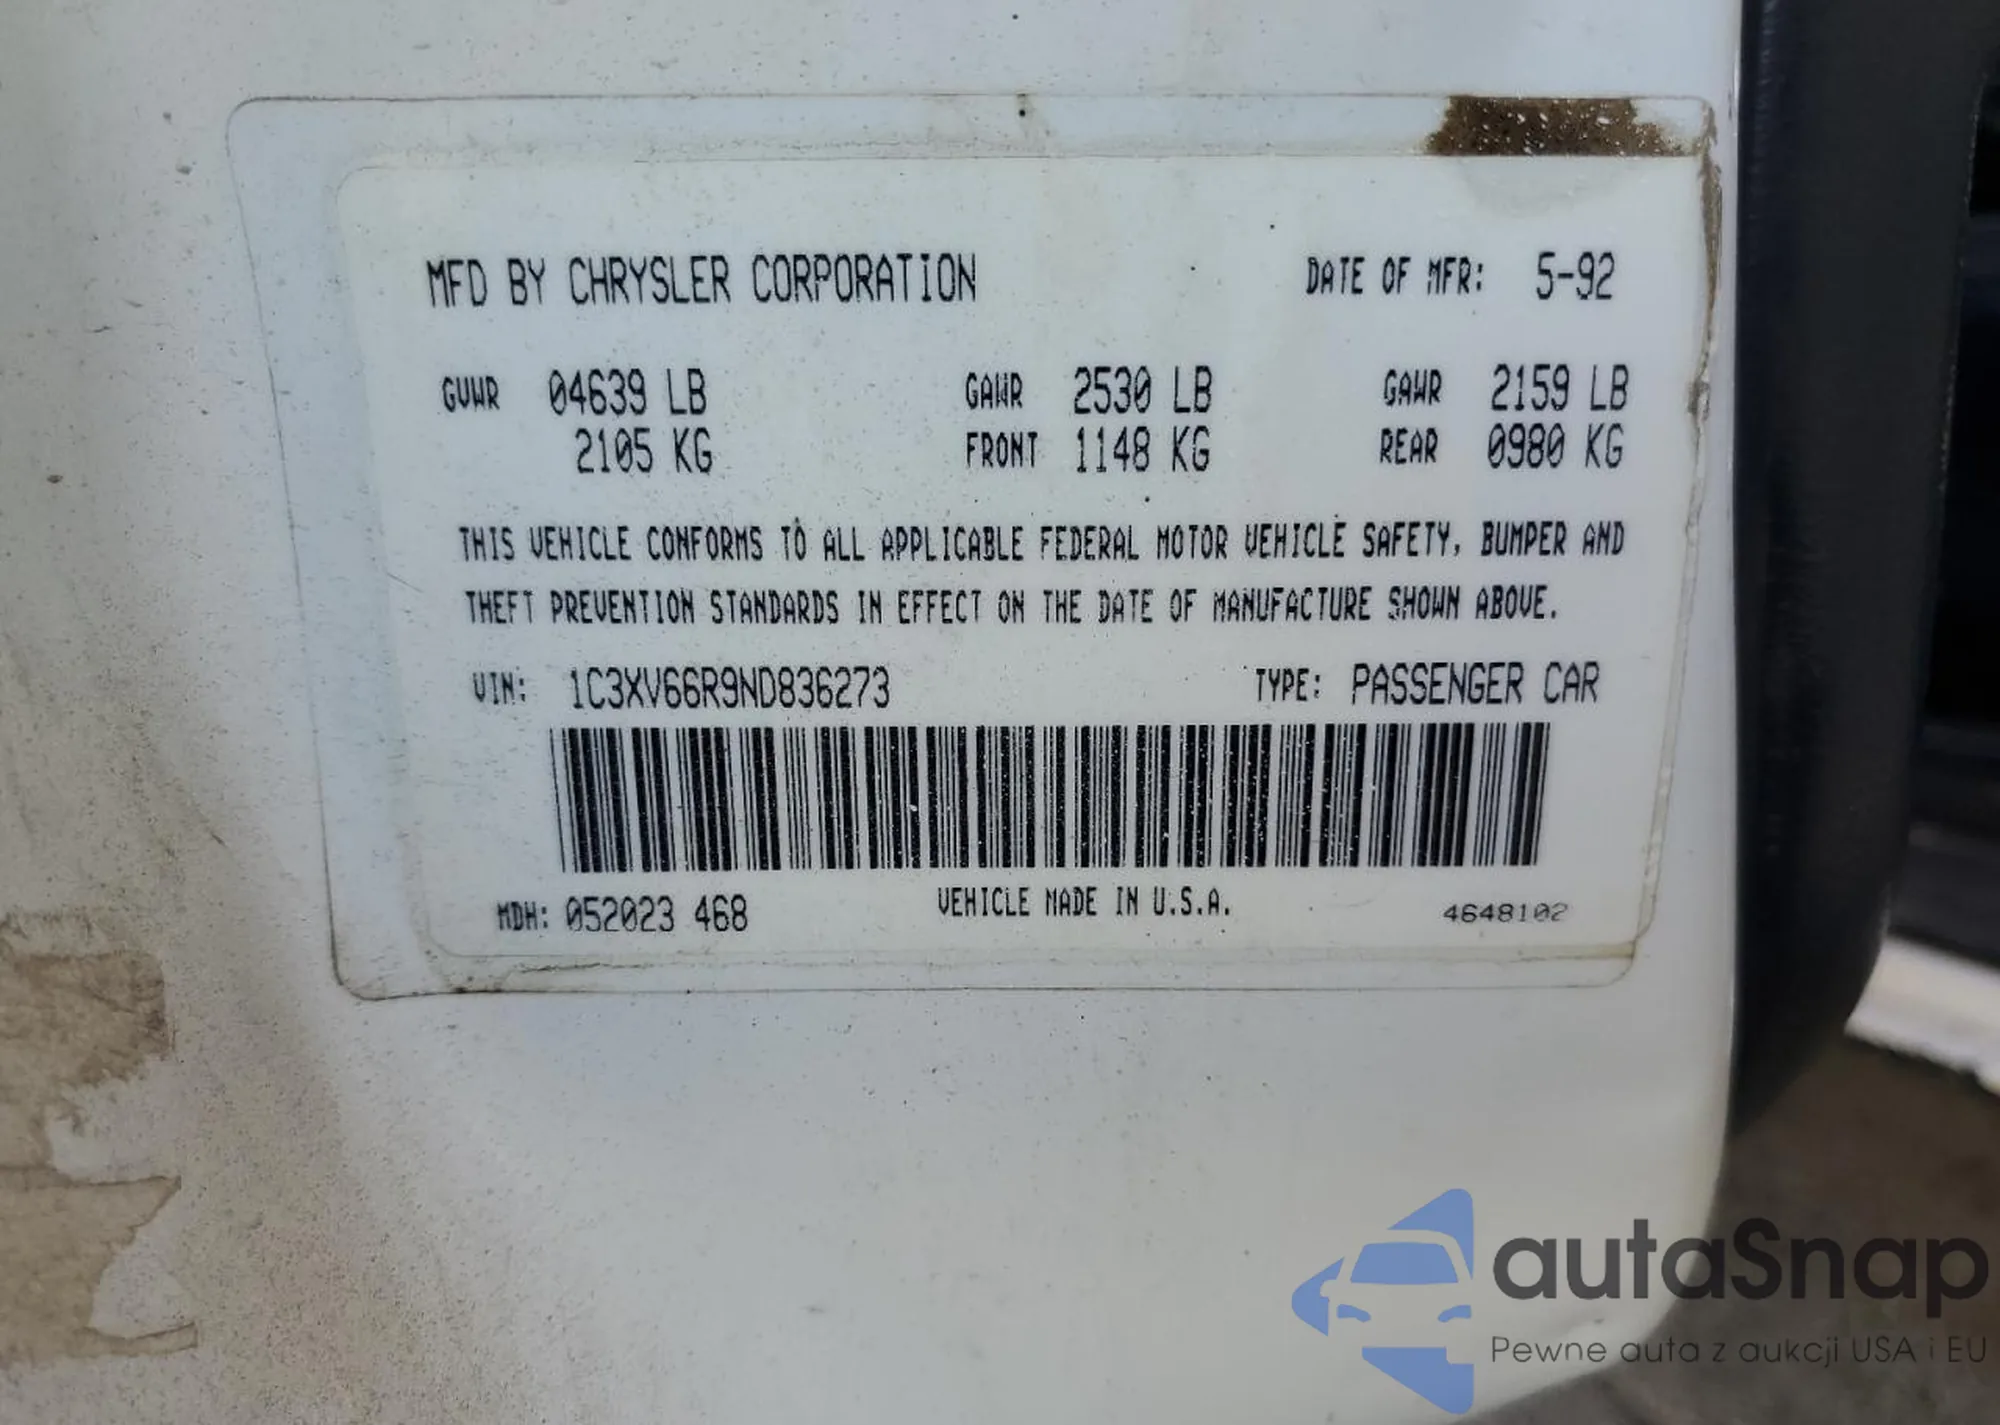 MFD BY CHRYSLER CORPORATION DATE OF MFR: 5-92
GVWR 04639 LB GAWR 2530 LB GAWR 2159 LB
2105 KG FRONT 1148 KG REAR 0980 KG
THIS VEHICLE CONFORMS TO ALL APPLICABLE FEDERAL MOTOR VEHICLE SAFETY, BUMPER AND
THEFT PREVENTION STANDARDS IN EFFECT ON THE DATE OF MANUFACTURE SHOWN ABOVE.
VIN: 1C3XV66R9ND836273 TYPE: PASSENGER CAR
MDH: 052023 468 VEHICLE MADE IN U.S.A. 4648102
autaSnap
Pewne auta z aukcji USA i EU